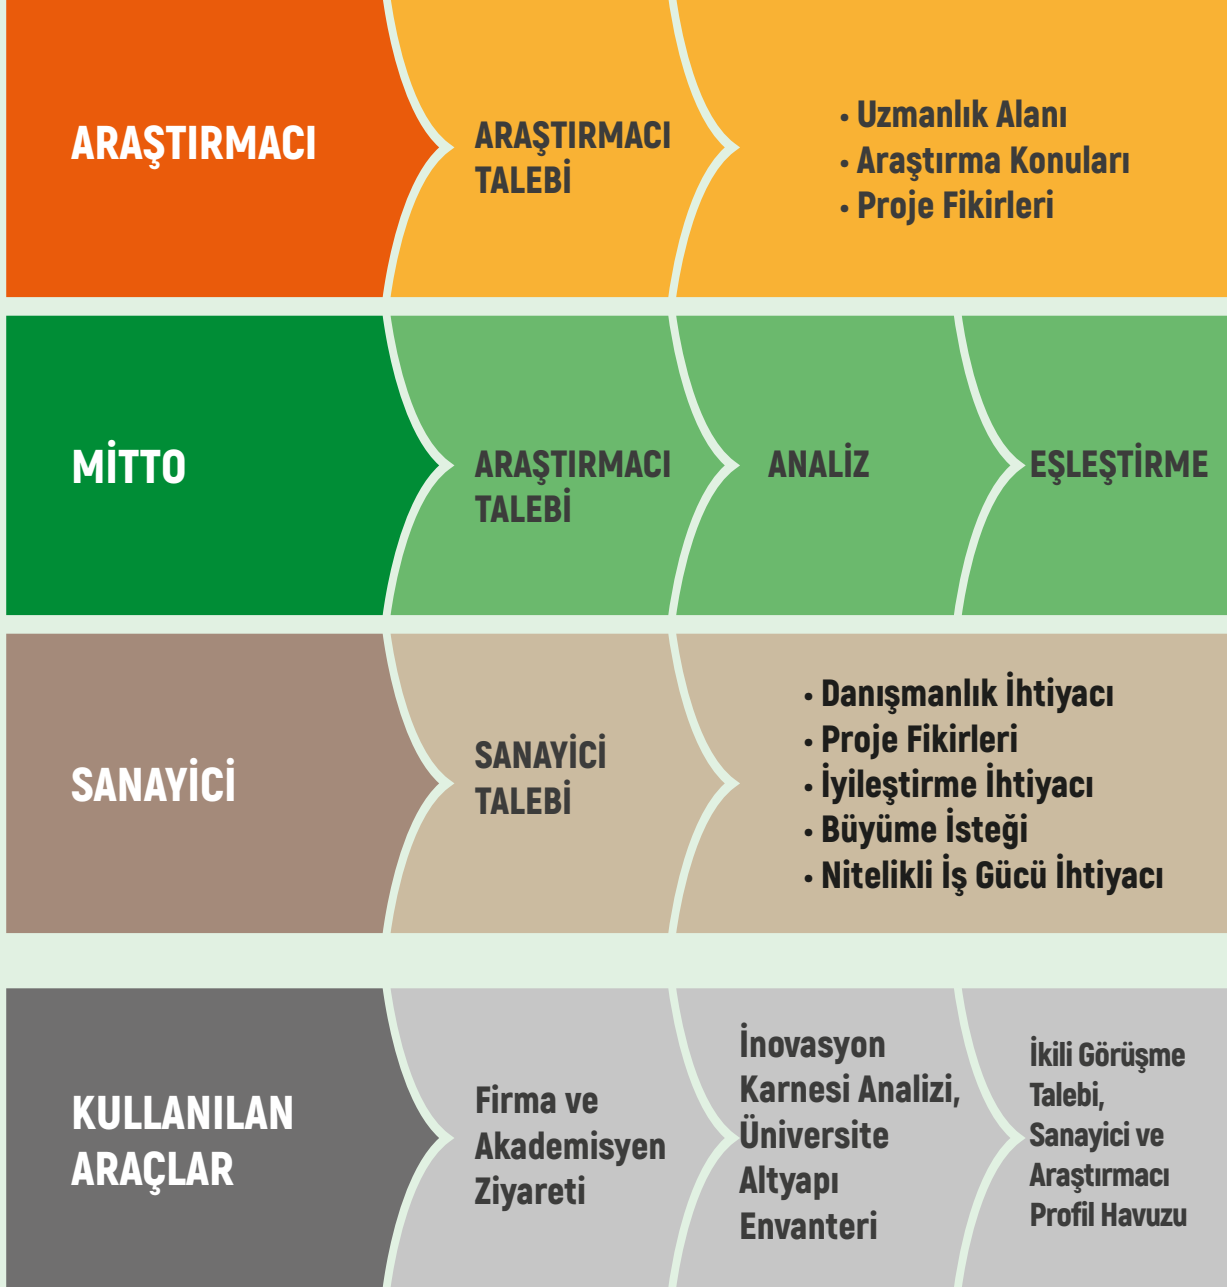 ARAŞTIRMACI
ARAŞTIRMACI
TALEBİ
• Uzmanlık Alanı
• Araştırma Konuları
• Proje Fikirleri
MİTTO
ARAŞTIRMACI
TALEBİ
ANALİZ
EŞLEŞTİRME
SANAYİCİ
SANAYİCİ
TALEBİ
• Danışmanlık İhtiyacı
• Proje Fikirleri
• İyileştirme İhtiyacı
• Büyüme İsteği
• Nitelikli İş Gücü İhtiyacı
KULLANILAN
ARAÇLAR
Firma ve
Akademisyen
Ziyareti
İnovasyon
Karnesi Analizi,
Üniversite
Altyapı
Envanteri
İkili Görüşme
Talebi,
Sanayici ve
Araştırmacı
Profil Havuzu